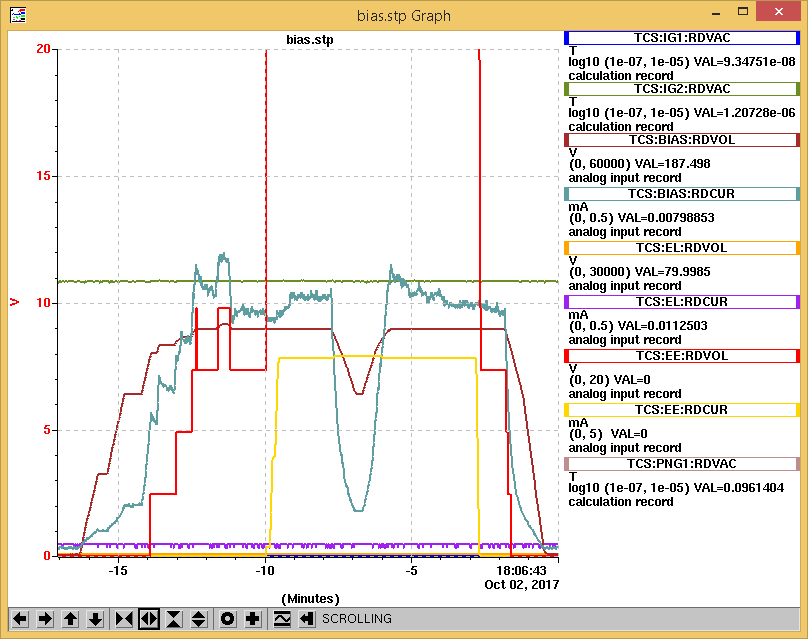 bias.stp Graph
bias.stp
20
15
10
5
0
V
-15
-10
-5
18:06:43
Oct 02, 2017
(Minutes)
TCS:IG1:RDVAC
T
log10 (1e-07, 1e-05) VAL=9.34751e-08
calculation record
TCS:IG2:RDVAC
T
log10 (1e-07, 1e-05) VAL=1.20728e-06
calculation record
TCS:BIAS:RDVOL
V
(0, 60000) VAL=187.498
analog input record
TCS:BIAS:RDCUR
mA
(0, 0.5) VAL=0.00798853
analog input record
TCS:EL:RDVOL
V
(0, 30000) VAL=79.9985
analog input record
TCS:EL:RDCUR
mA
(0, 0.5) VAL=0.0112503
analog input record
TCS:EE:RDVOL
V
(0, 20) VAL=0
analog input record
TCS:EE:RDCUR
mA
(0, 5)  VAL=0
analog input record
TCS:PNG1:RDVAC
T
log10 (1e-07, 1e-05) VAL=0.0961404
calculation record
SCROLLING